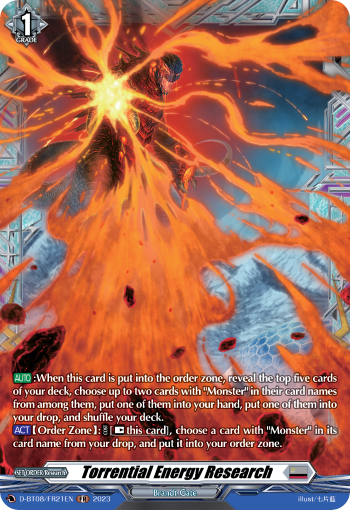 1
GRADE
AUTO :When this card is put into the order zone, reveal the top five cards
of your deck, choose up to two cards with "Monster" in their card names
from among them, put one of them into your hand, put one of them into
your drop, and shuffle your deck.
ACT【Order Zone】: [this card], choose a card with "Monster" in its
card name from your drop, and put it into your order zone.
SET ORDER/Research
Torrential Energy Research
D-BT08/FR21EN FR 2023
Brandt Gate
illust/七片藍